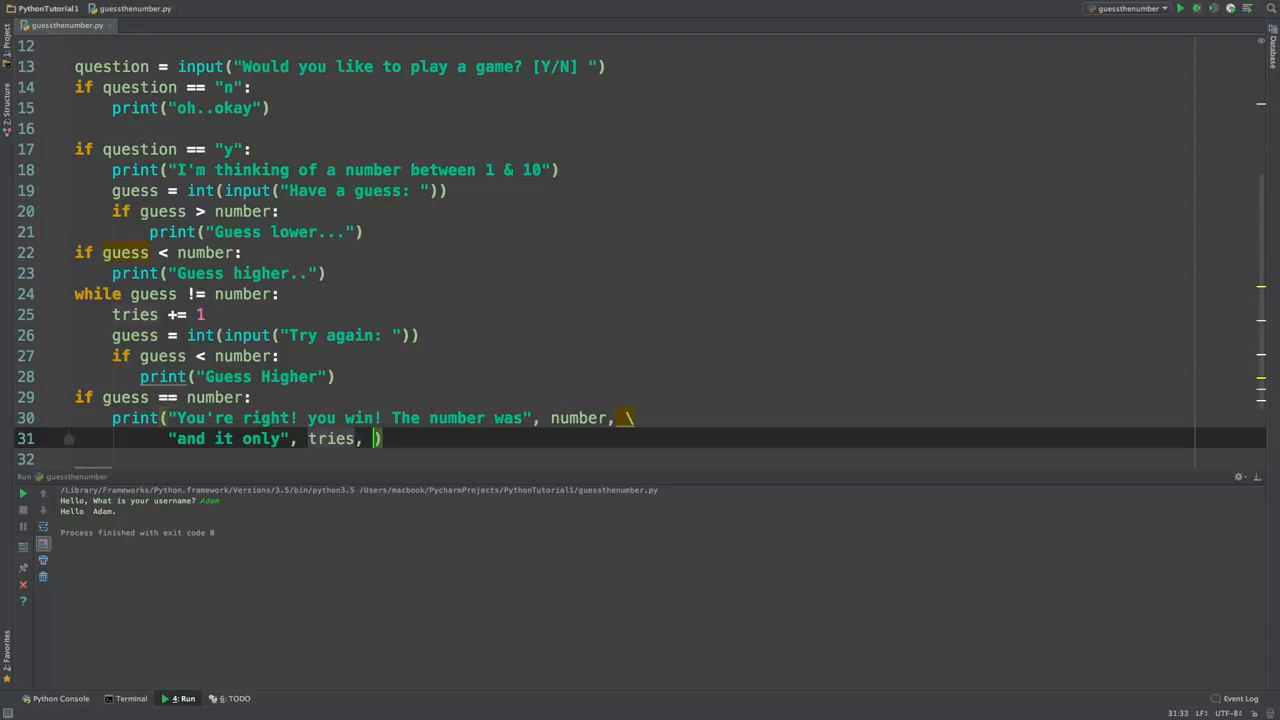 PythonTutorial1 guessthenumber.py guessthenumber
guessthenumber.py
1: Project
Z: Structure
2: Favorites
Database
12
13 question = input("Would you like to play a game? [Y/N] ")
14 if question == "n":
15 print("oh..okay")
16
17 if question == "y":
18 print("I'm thinking of a number between 1 & 10")
19 guess = int(input("Have a guess: "))
20 if guess > number:
21 print("Guess lower...")
22 if guess < number:
23 print("Guess higher..")
24 while guess != number:
25 tries += 1
26 guess = int(input("Try again: "))
27 if guess < number:
28 print("Guess Higher")
29 if guess == number:
30 print("You're right! you win! The number was", number, \
31 "and it only", tries, )
32
Run guessthenumber
/Library/Frameworks/Python.framework/Versions/3.5/bin/python3.5 /Users/macbook/PycharmProjects/PythonTutorial1/guessthenumber.py
Hello, What is your username? Adam
Hello  Adam.
Process finished with exit code 0
Python Console Terminal 4: Run 6: TODO Event Log
31:33 LF÷ UTF-8÷